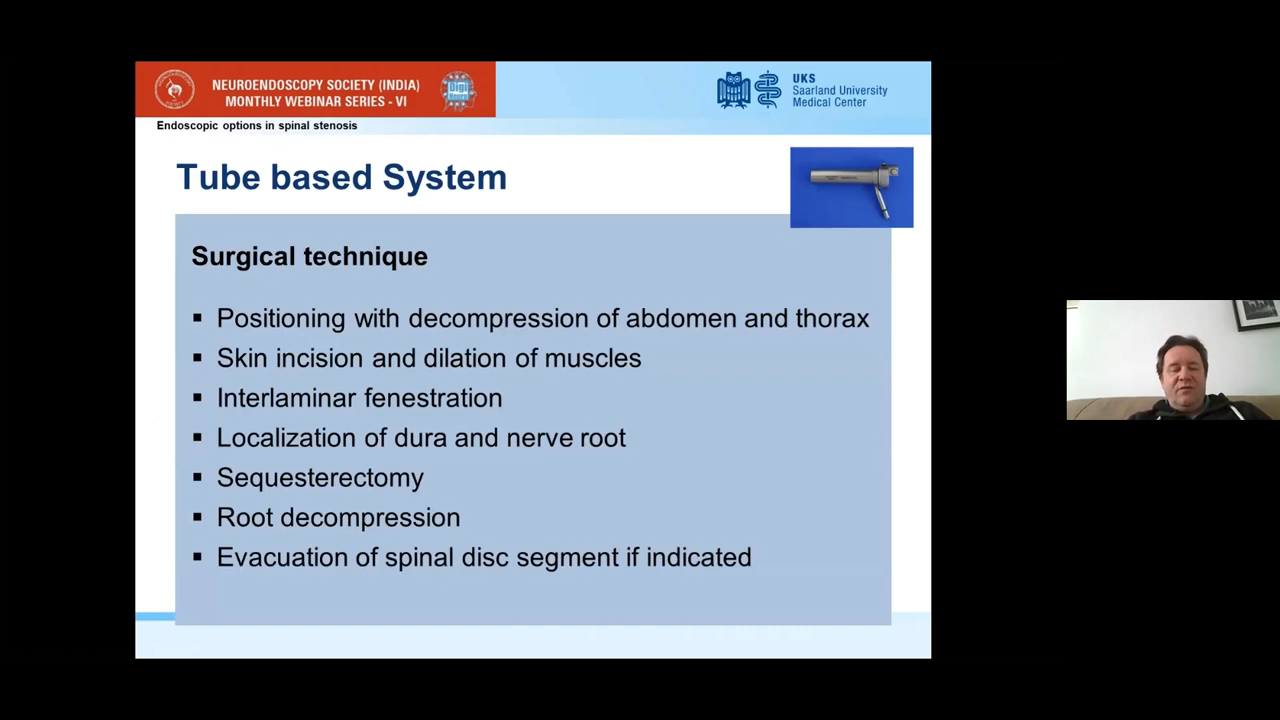 NEUROENDOSCOPY SOCIETY (INDIA)
MONTHLY WEBINAR SERIES - VI
UKS
Saarland University
Medical Center
Endoscopic options in spinal stenosis
Tube based System
Surgical technique
▪ Positioning with decompression of abdomen and thorax
▪ Skin incision and dilation of muscles
▪ Interlaminar fenestration
▪ Localization of dura and nerve root
▪ Sequesterectomy
▪ Root decompression
▪ Evacuation of spinal disc segment if indicated